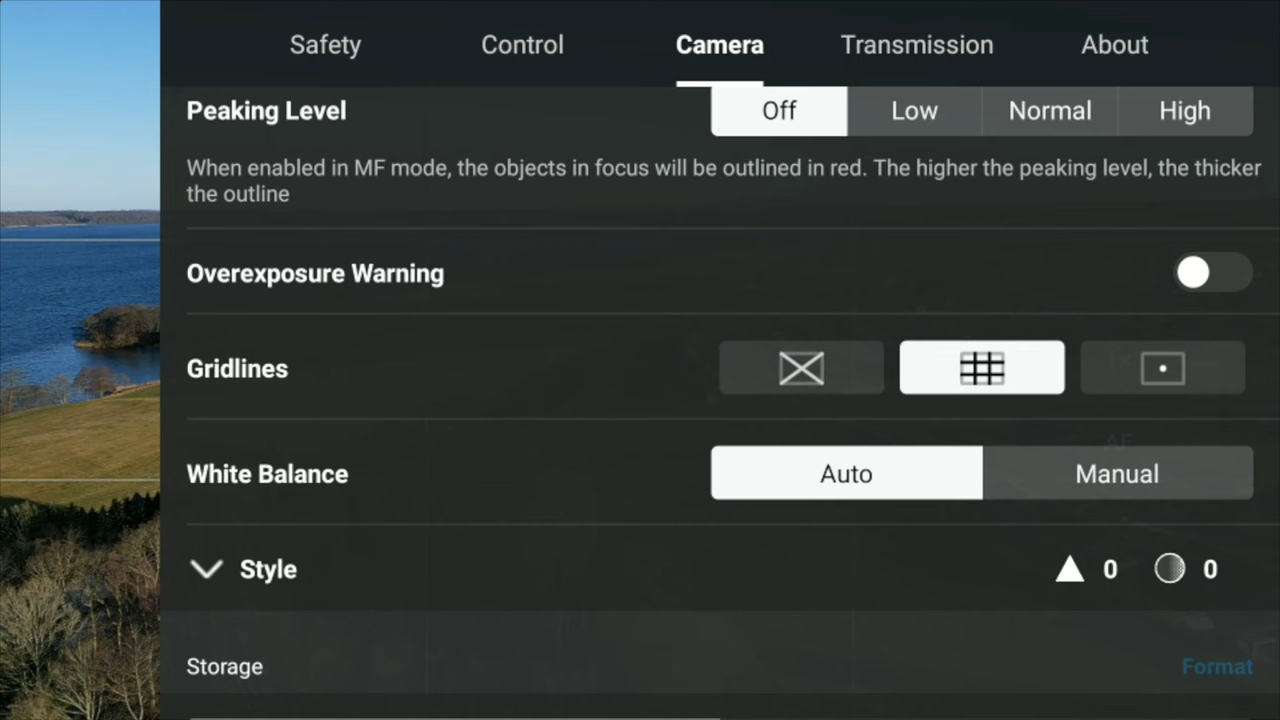 Safety Control Camera Transmission About
Peaking Level Off Low Normal High
When enabled in MF mode, the objects in focus will be outlined in red. The higher the peaking level, the thicker
the outline
Overexposure Warning
Gridlines
White Balance Auto Manual
Style 0 0
Storage Format